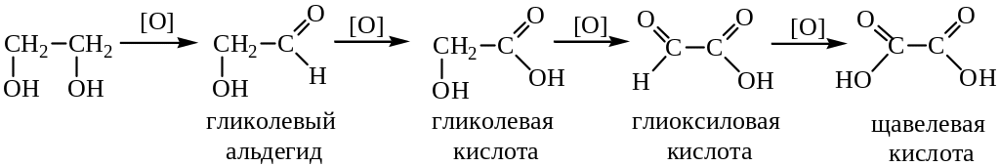 [O] [O] [O] [O]
O O O O O O
CH2 CH2 CH2 C CH2 C C C C C
OH OH OH H OH OH H OH HO OH
гликолевый гликолевая глиоксиловая щавелевая
альдегид кислота кислота кислота